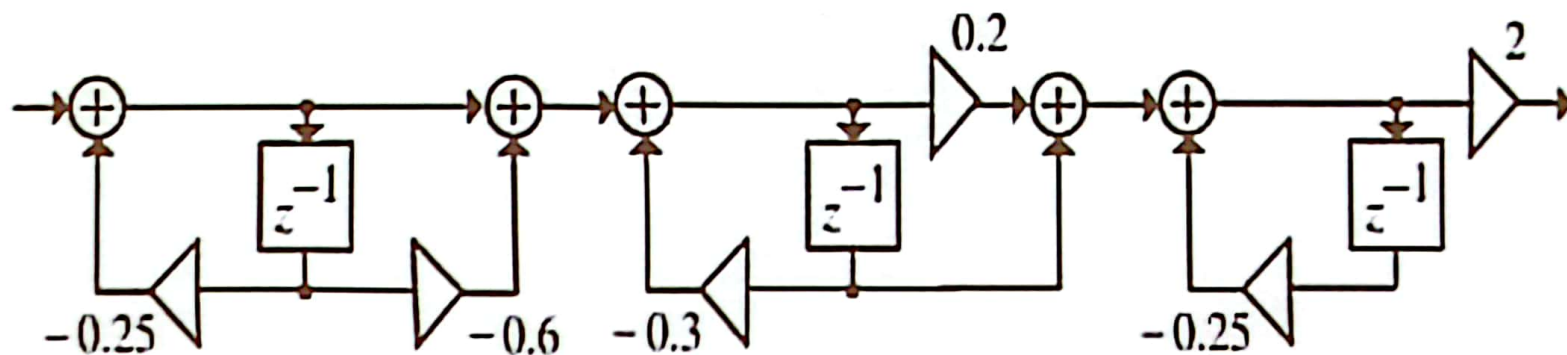 0.2
2
+ + + + + 
z^{-1} z^{-1} z^{-1}
-0.25 -0.6 -0.3 -0.25